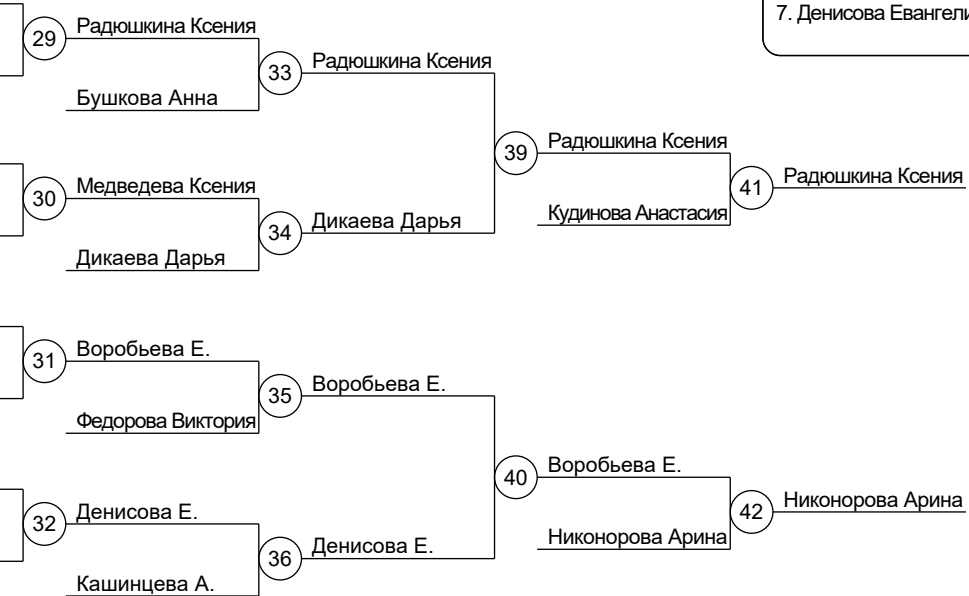 7. Денисова Евангели
29 Радюшкина Ксения
33 Радюшкина Ксения
Бушкова Анна
39 Радюшкина Ксения
41 Радюшкина Ксения
30 Медведева Ксения
Кудинова Анастасия
34 Дикаева Дарья
Дикаева Дарья
31 Воробьева Е.
35 Воробьева Е.
Федорова Виктория
40 Воробьева Е.
42 Никонорова Арина
32 Денисова Е.
Никонорова Арина
36 Денисова Е.
Кашинцева А.